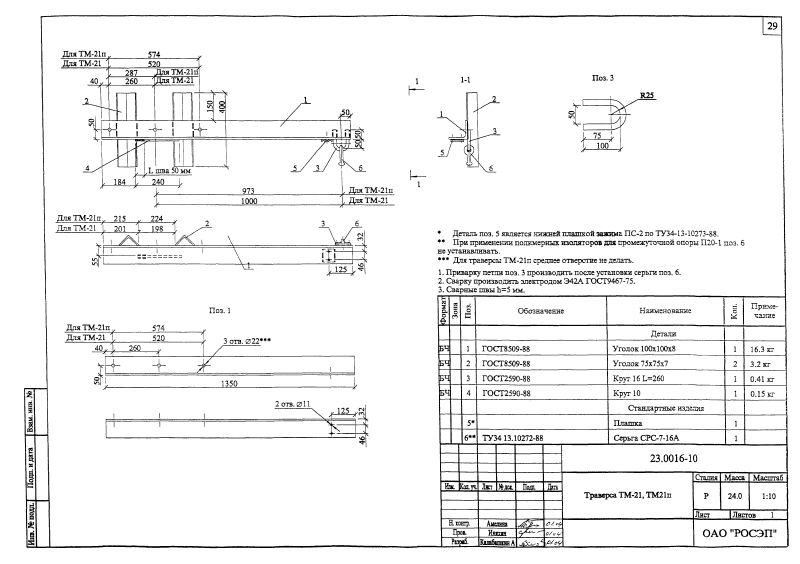 29
Для ТМ-21п 574
Для ТМ-21 520
287 Для ТМ-21п
40 260 Для ТМ-21
2
150
400
1
50
50
50
50
4
L шва 50 мм
5 3 6
184 240
973 Для ТМ-21п
1000 Для ТМ-21
1
1-1
2
1
3
5 6
1
Поз. 3
R25
50
75
100
Для ТМ-21п 215 224
Для ТМ-21 201 198
2
3 6
32
55
1
125
46
* Деталь поз. 5 является нижней плашкой зажима ПС-2 по ТУ34-13-10273-88.
** При применении полимерных изоляторов для промежуточной опоры П20-1 поз. 6
не устанавливать.
*** Для траверсы ТМ-21п среднее отверстие не делать.
1. Приварку петли поз. 3 производить после установки серьги поз. 6.
2. Сварку производить электродом Э42А ГОСТ9467-75.
3. Сварные швы h=5 мм.
Поз. 1
Для ТМ-21п 574
Для ТМ-21 520
40 260
3 отв. ∅22***
50
1350
2 отв. ∅11
125
32
46
Формат Зона Поз. Обозначение Наименование Кол. Приме-
чание
Детали
БЧ 1 ГОСТ8509-88 Уголок 100х100х8 1 16.3 кг
БЧ 2 ГОСТ8509-88 Уголок 75х75х7 2 3.2 кг
БЧ 3 ГОСТ2590-88 Круг 16 L=260 1 0.41 кг
БЧ 4 ГОСТ2590-88 Круг 10 1 0.15 кг
Стандартные изделия
5* Плашка 1
6** ТУ34 13.10272-88 Серьга СРС-7-16А 1
23.0016-10
Изм. Кол. уч. Лист № док. Подп. Дата
Траверса ТМ-21, ТМ21п
Стадия Масса Масштаб
Р 24.0 1:10
Лист Листов 1
Н. контр. Амелина
Пров.
Разраб. Калабашкин А
ОАО "РОСЭП"
Взам. инв. №
Подп. и дата
Инв. № подл.